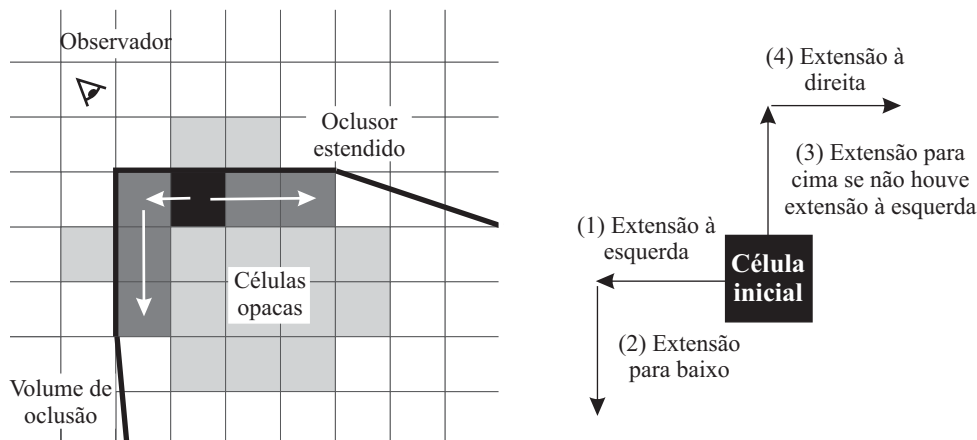 Observador
Oclusor
estendido
Células
opacas
Volume de
oclusão
(4) Extensão à
direita
(3) Extensão para
cima se não houve
extensão à esquerda
(1) Extensão à
esquerda
Célula
inicial
(2) Extensão
para baixo